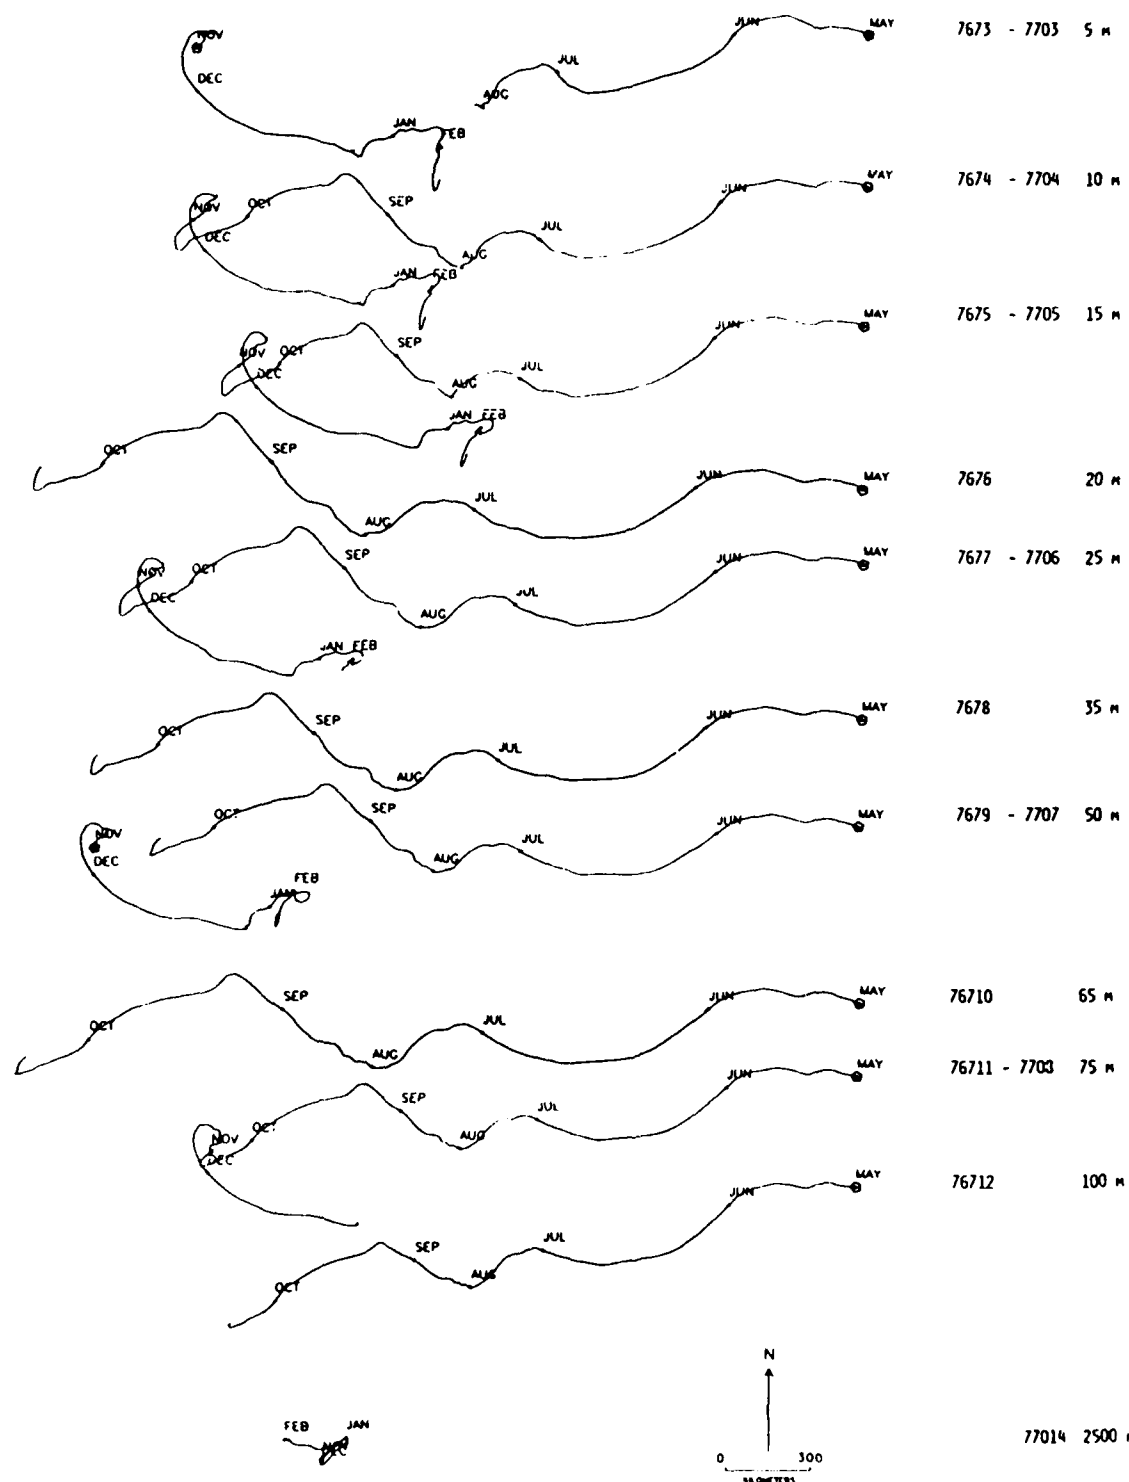 NOV
DEC
JAN
FEB
AUG
JUL
JUN
MAY
7673 - 7703 5 M
NOV
OCT
DEC
SEP
JAN
FEB
AUG
JUL
JUN
MAY
7674 - 7704 10 M
NOV
OCT
DEC
SEP
JAN FEB
AUG
JUL
JUN
MAY
7675 - 7705 15 M
OCT
SEP
AUG
JUL
JUN
MAY
7676 20 M
NOV
OCT
DEC
SEP
JAN FEB
AUG
JUL
JUN
MAY
7677 - 7706 25 M
OCT
SEP
AUG
JUL
JUN
MAY
7678 35 M
NOV
DEC
OCT
SEP
JAN
FEB
AUG
JUL
JUN
MAY
7679 - 7707 50 M
OCT
SEP
AUG
JUL
JUN
MAY
76710 65 M
NOV
OCT
DEC
SEP
AUG
JUL
JUN
MAY
76711 - 7708 75 M
OCT
SEP
AUG
JUL
JUN
MAY
76712 100 M
N
FEB
JAN
NOV
DEC
77014 2500
0 300
KILOMETERS